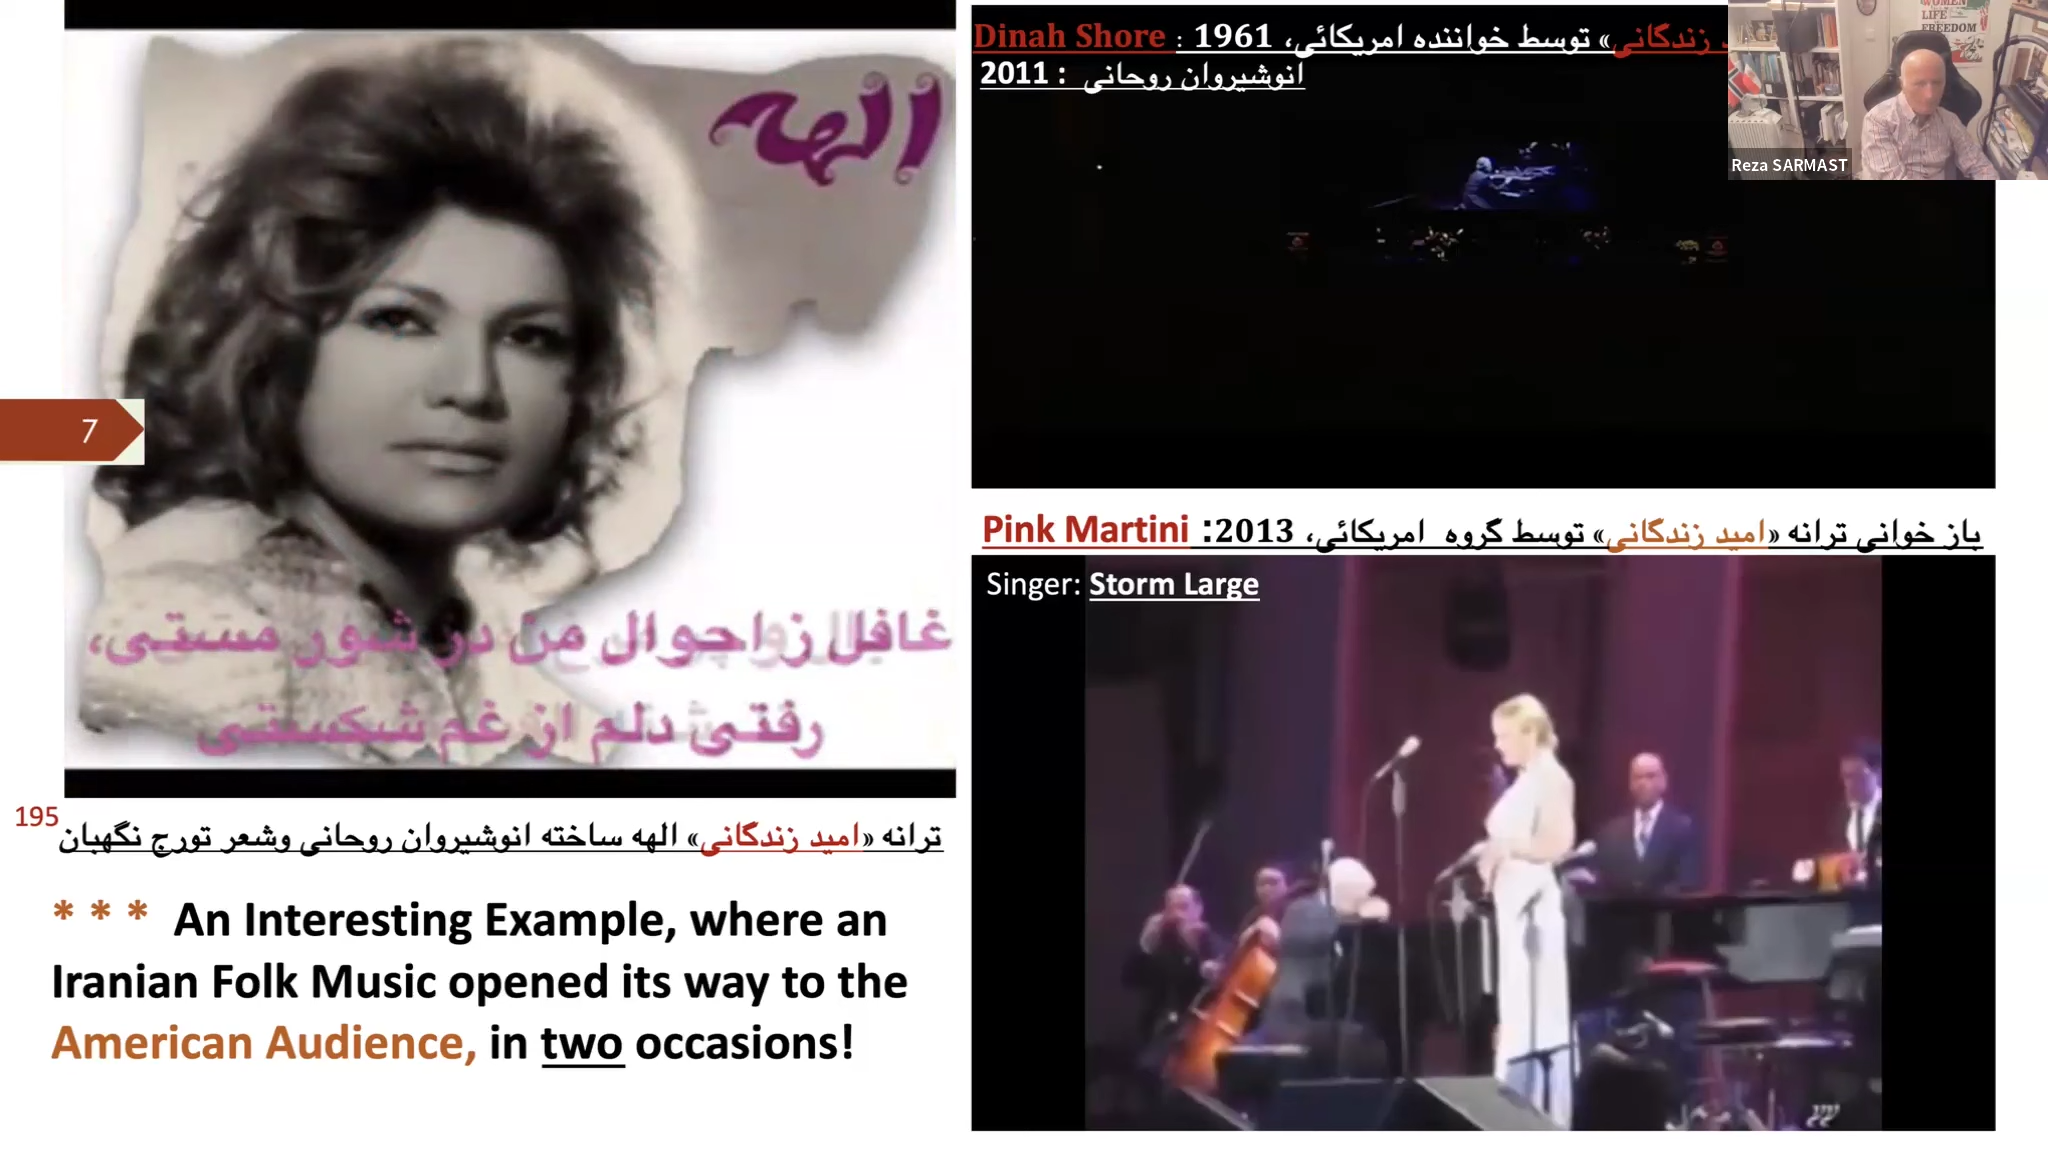 الهه
غافل ز احوال من در شور مستی،
رفتی دلم از غم شکستی
7
195
ترانه «امید زندگانی» الهه ساخته انوشیروان روحانی وشعر تورج نگهبان
* * * An Interesting Example, where an
Iranian Folk Music opened its way to the
American Audience, in two occasions!
زندگانی» توسط خواننده امریکائی، 1961 : Dinah Shore
انوشیروان روحانی : 2011
باز خوانی ترانه «امید زندگانی» توسط گروه امریکائی، 2013: Pink Martini
Singer: Storm Large
WOMEN
LIFE
FREEDOM
Reza SARMAST